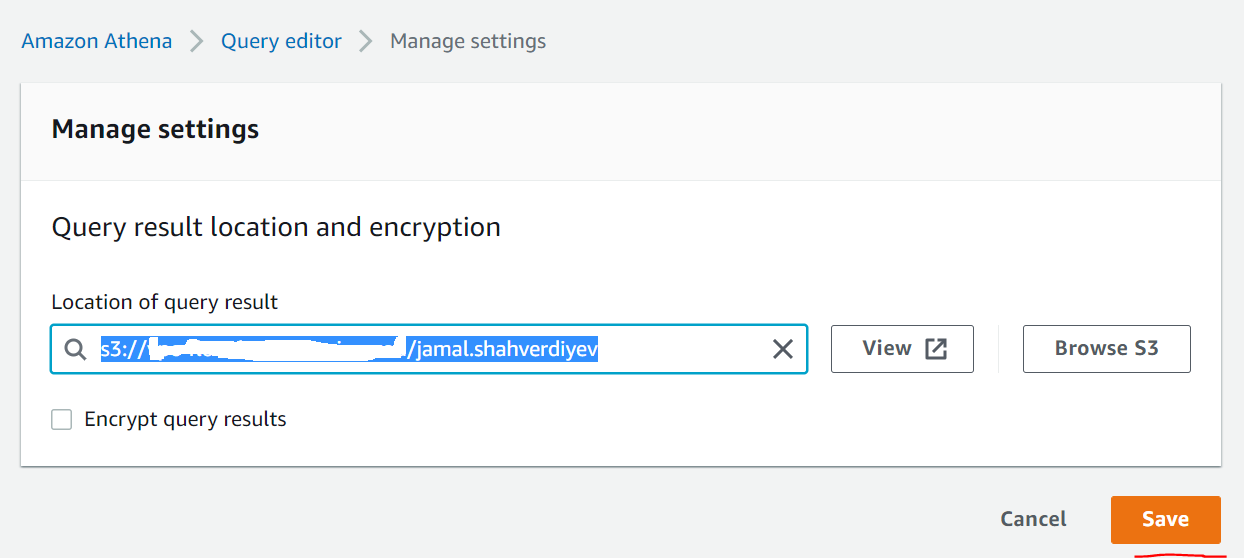 Amazon Athena > Query editor > Manage settings
Manage settings
Query result location and encryption
Location of query result
s3:// /jamal.shahverdiyev
View
Browse S3
Encrypt query results
Cancel
Save